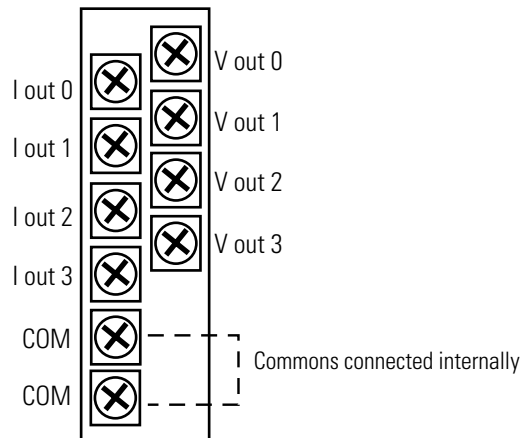 V out 0
I out 0
V out 1
I out 1
V out 2
I out 2
V out 3
I out 3
COM
Commons connected internally
COM